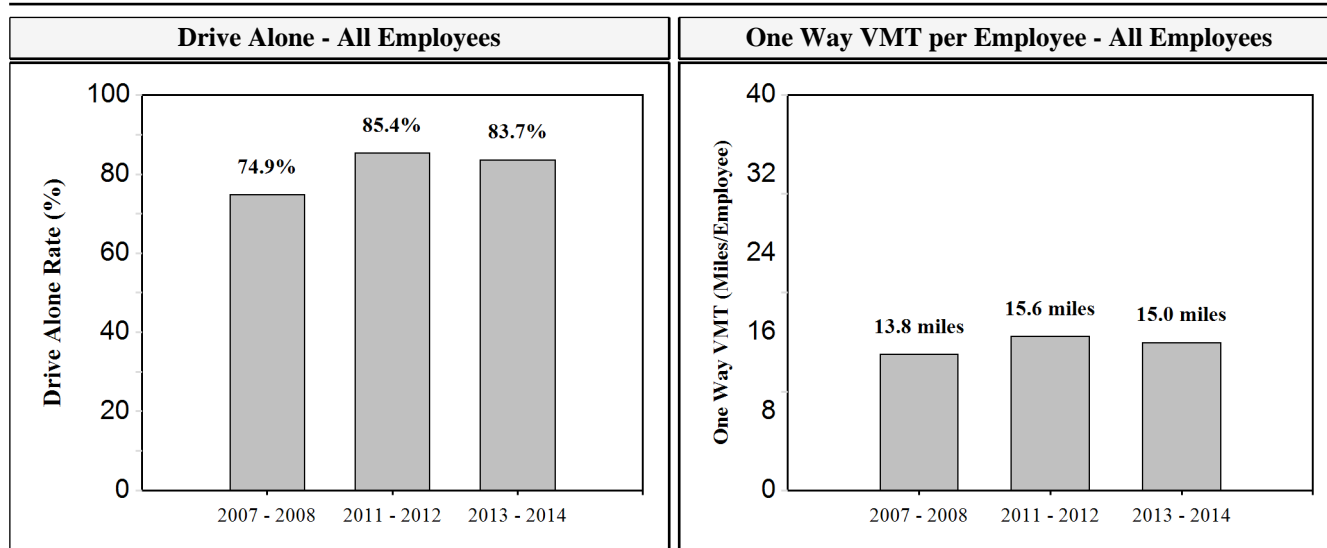 Drive Alone - All Employees
One Way VMT per Employee - All Employees
Drive Alone Rate (%)
100
80
60
40
20
0
74.9%
85.4%
83.7%
2007 - 2008
2011 - 2012
2013 - 2014
One Way VMT (Miles/Employee)
40
32
24
16
8
0
13.8 miles
15.6 miles
15.0 miles
2007 - 2008
2011 - 2012
2013 - 2014